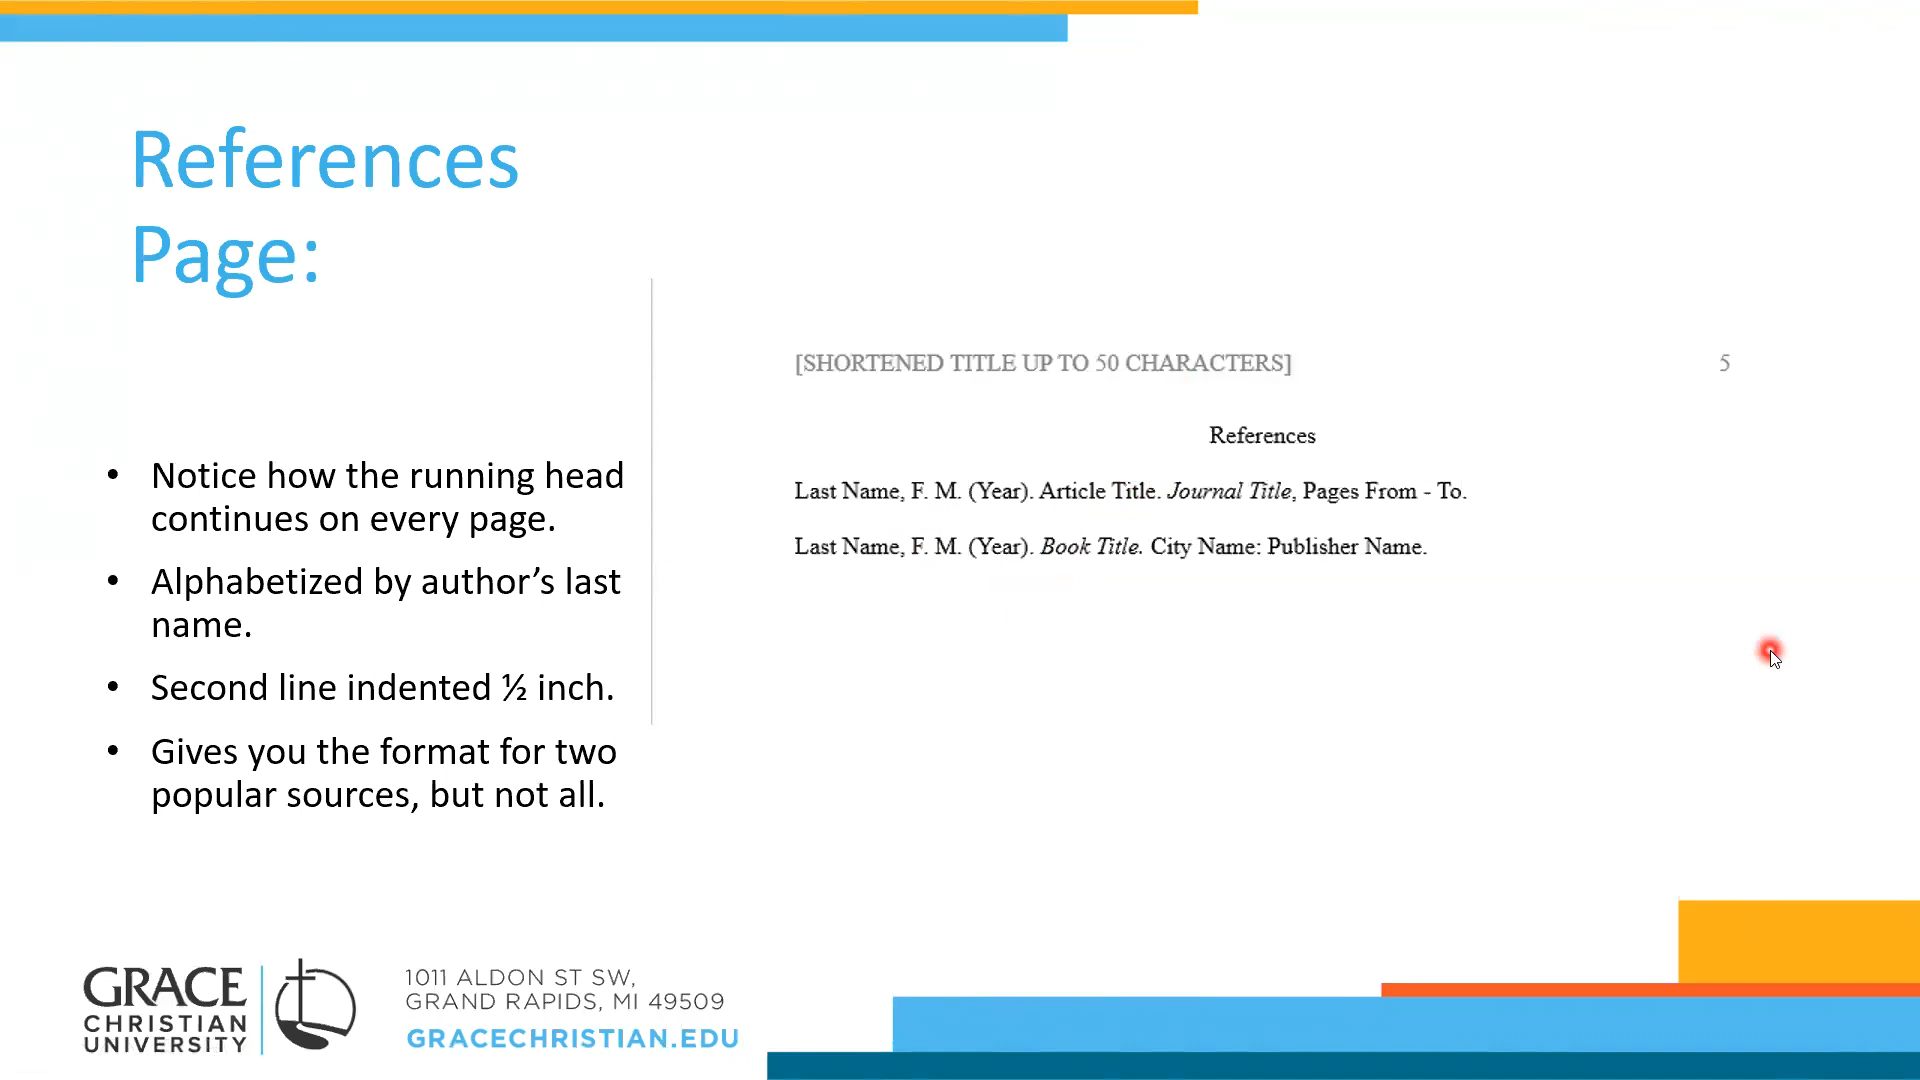 References
Page:
• Notice how the running head
continues on every page.
• Alphabetized by author’s last
name.
• Second line indented ½ inch.
• Gives you the format for two
popular sources, but not all.
[SHORTENED TITLE UP TO 50 CHARACTERS] 5
References
Last Name, F. M. (Year). Article Title. Journal Title, Pages From - To.
Last Name, F. M. (Year). Book Title. City Name: Publisher Name.
GRACE
CHRISTIAN
UNIVERSITY
1011 ALDON ST SW,
GRAND RAPIDS, MI 49509
GRACECHRISTIAN.EDU